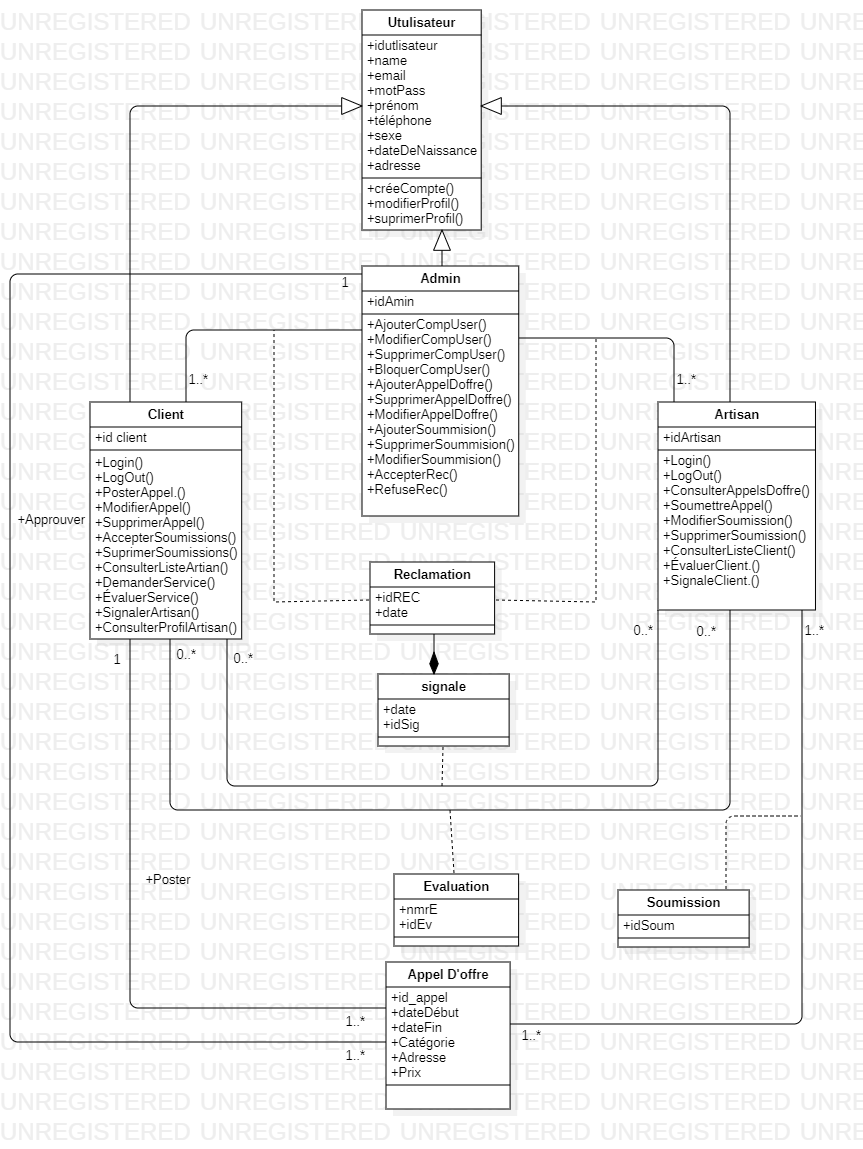 UNREGISTERED UNREGISTERED UNREGISTERED UNREGISTERED UNRE
Utulisateur
+idutlisateur
+name
+email
+motPass
+prénom
+téléphone
+sexe
+dateDeNaissance
+adresse
+créeCompte()
+modifierProfil()
+suprimerProfil()
Admin
1
+idAmin
+AjouterCompUser()
+ModifierCompUser()
+SupprimerCompUser()
+BloquerCompUser()
+AjouterAppelDoffre()
+SupprimerAppelDoffre()
+ModifierAppelDoffre()
+AjouterSoummision()
+SupprimerSoummision()
+ModifierSoummision()
+AccepterRec()
+RefuseRec()
1..*
1..*
Client
+id client
+Login()
+LogOut()
+PosterAppel.()
+ModifierAppel()
+SupprimerAppel()
+AccepterSoumissions()
+SuprimerSoumissions()
+ConsulterListeArtian()
+DemanderService()
+ÉvaluerService()
+SignalerArtisan()
+ConsulterProfilArtisan()
Artisan
+idArtisan
+Login()
+LogOut()
+ConsulterAppelsDoffre()
+SoumettreAppel()
+ModifierSoumission()
+SupprimerSoumission()
+ConsulterListeClient()
+ÉvaluerClient.()
+SignaleClient.()
+Approuver
Reclamation
+idREC
+date
1
0..*
0..*
0..*
0..*
1..*
signale
+date
+idSig
+Poster
Evaluation
+nmrE
+idEv
Soumission
+idSoum
Appel D'offre
+id_appel
+dateDébut
+dateFin
+Catégorie
+Adresse
+Prix
1..*
1..*
1..*